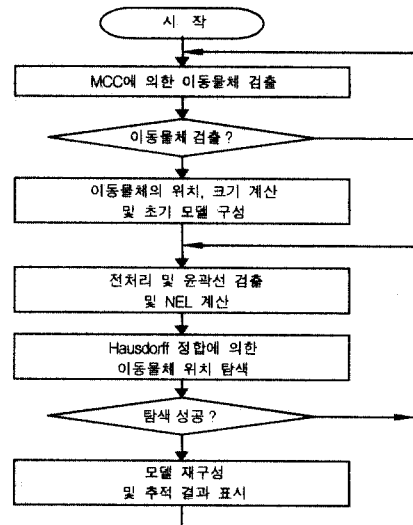 시 작
MCC에 의한 이동물체 검출
이동물체 검출 ?
이동물체의 위치, 크기 계산
및 초기 모델 구성
전처리 및 윤곽선 검출
및 NEL 계산
Hausdorff 정합에 의한
이동물체 위치 탐색
탐색 성공 ?
모델 재구성
및 추적 결과 표시